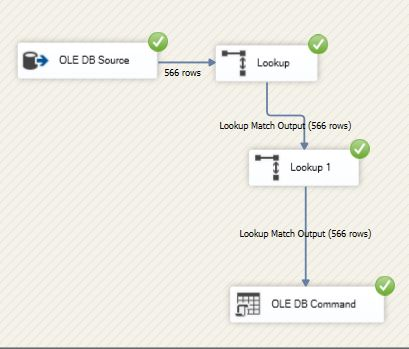 OLE DB Source
566 rows
Lookup
Lookup Match Output (566 rows)
Lookup 1
Lookup Match Output (566 rows)
OLE DB Command